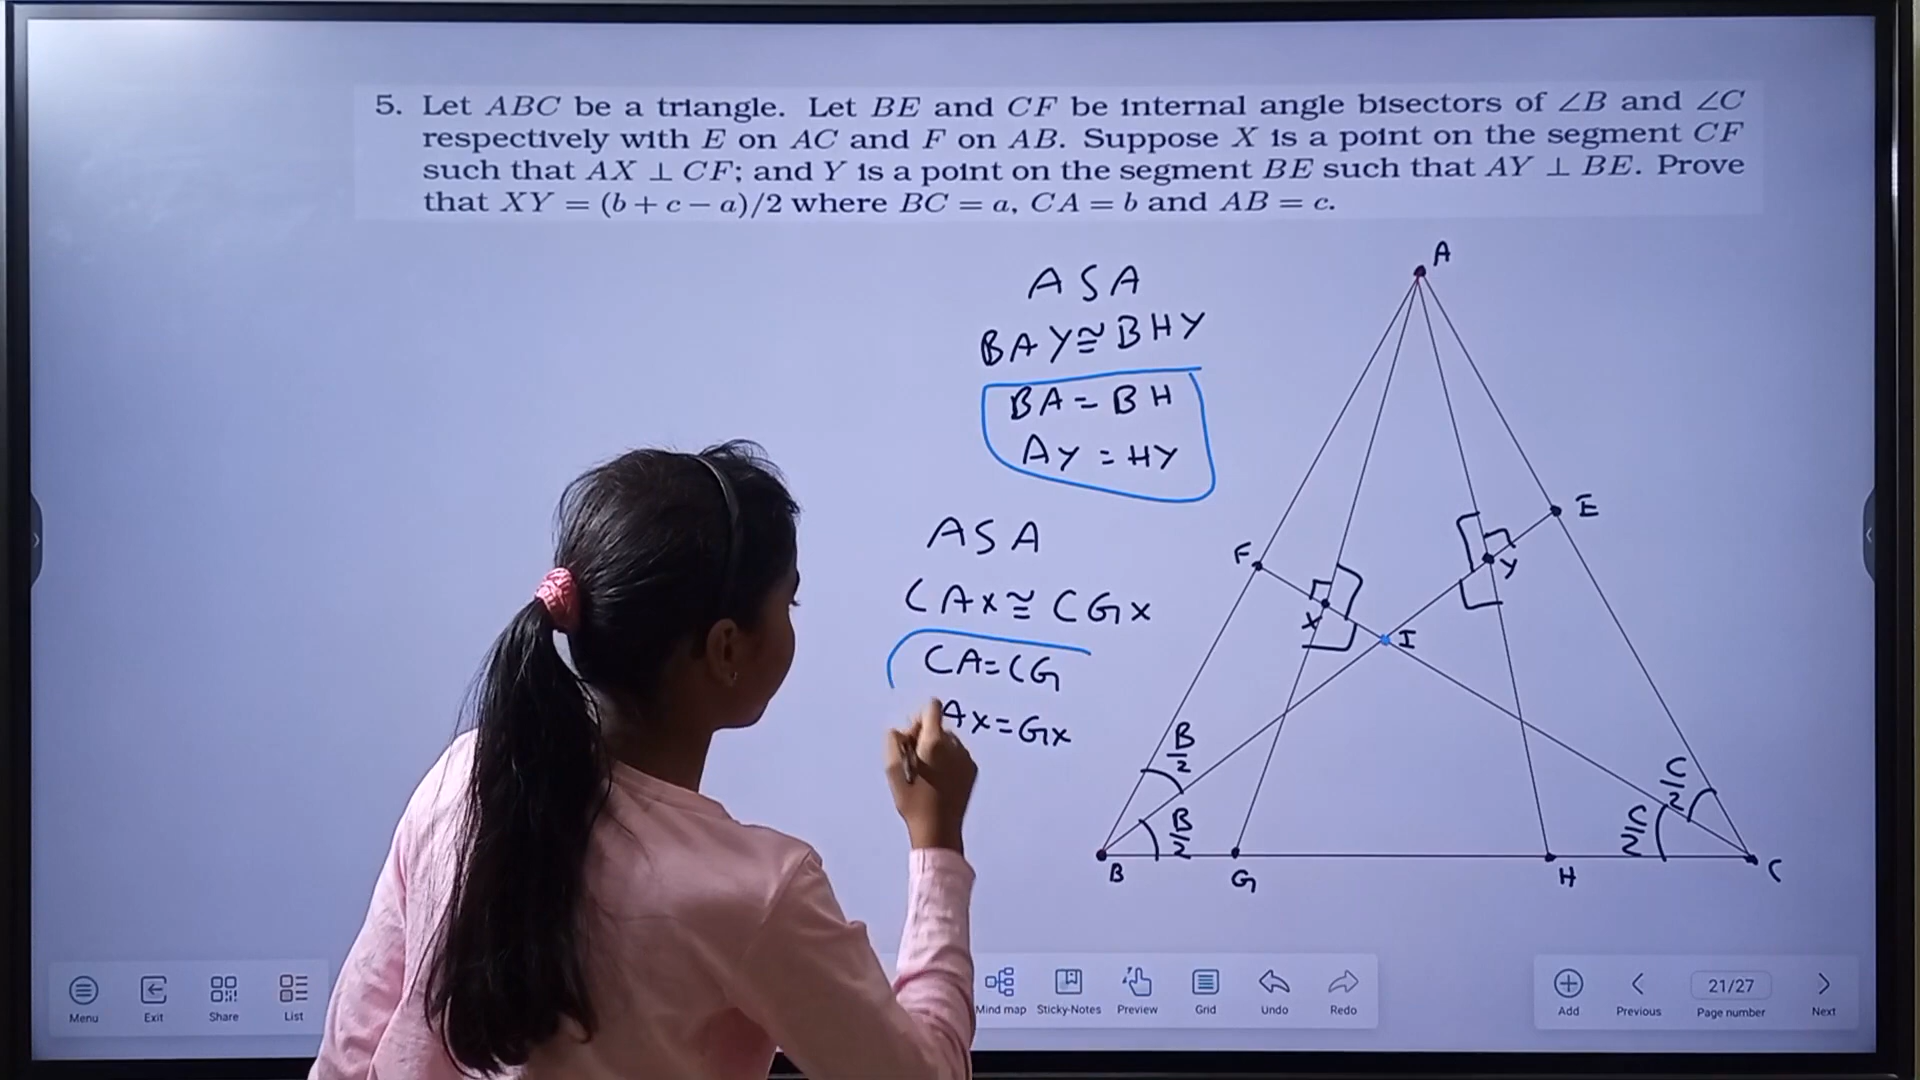 5. Let ABC be a triangle. Let BE and CF be internal angle bisectors of ∠B and ∠C
respectively with E on AC and F on AB. Suppose X is a point on the segment CF
such that AX ⊥ CF; and Y is a point on the segment BE such that AY ⊥ BE. Prove
that XY = (b + c − a)/2 where BC = a, CA = b and AB = c.
ASA
BAY≅BHY
BA=BH
AY=HY
ASA
CAX≅CGX
CA=CG
AX=GX
A
E
F
Y
X
I
B/2
B/2
C/2
C/2
B
G
H
C
Menu
Exit
Share
List
Mind map
Sticky-Notes
Preview
Grid
Undo
Redo
Add
Previous
21/27
Page number
Next